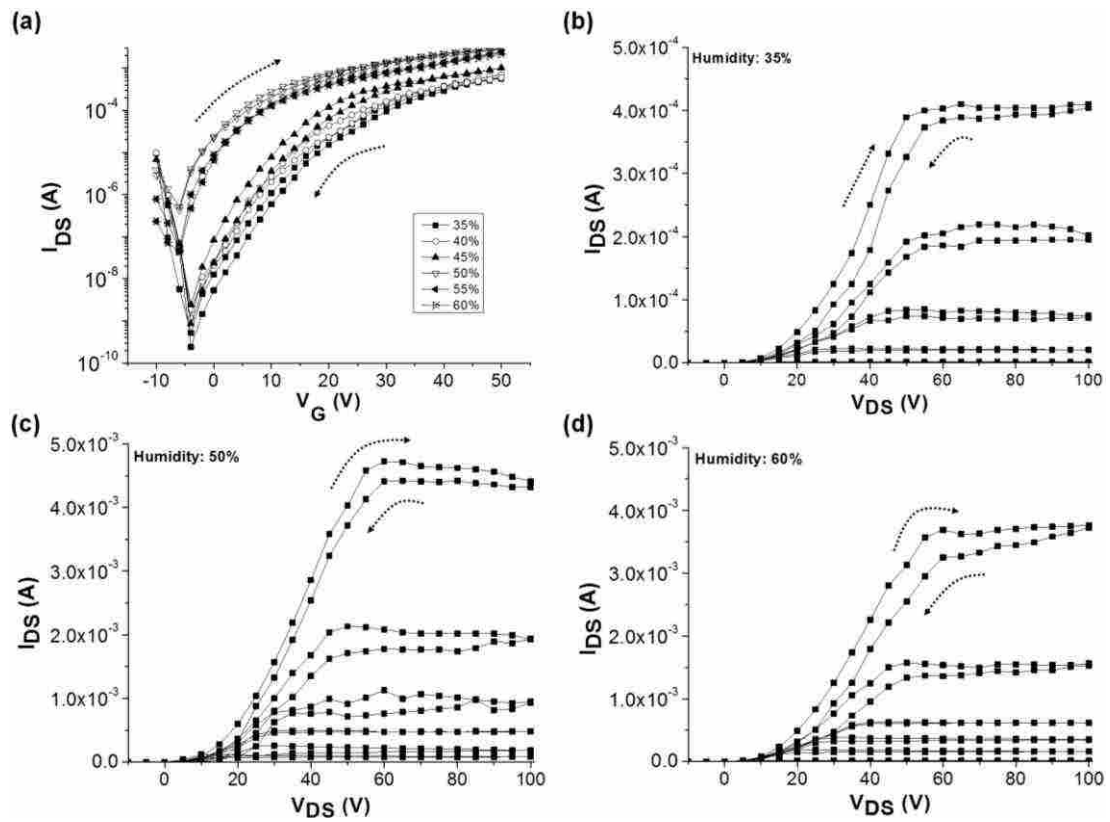 (a)
10⁻⁴
10⁻⁶
10⁻⁸
10⁻¹⁰
I_DS (A)
-10 0 10 20 30 40 50
V_G (V)
35%
40%
45%
50%
55%
60%
(b)
Humidity: 35%
5.0x10⁻⁴
4.0x10⁻⁴
3.0x10⁻⁴
2.0x10⁻⁴
1.0x10⁻⁴
0.0
I_DS (A)
0 20 40 60 80 100
V_DS (V)
(c)
Humidity: 50%
5.0x10⁻³
4.0x10⁻³
3.0x10⁻³
2.0x10⁻³
1.0x10⁻³
0.0
I_DS (A)
0 20 40 60 80 100
V_DS (V)
(d)
Humidity: 60%
5.0x10⁻³
4.0x10⁻³
3.0x10⁻³
2.0x10⁻³
1.0x10⁻³
0.0
I_DS (A)
0 20 40 60 80 100
V_DS (V)